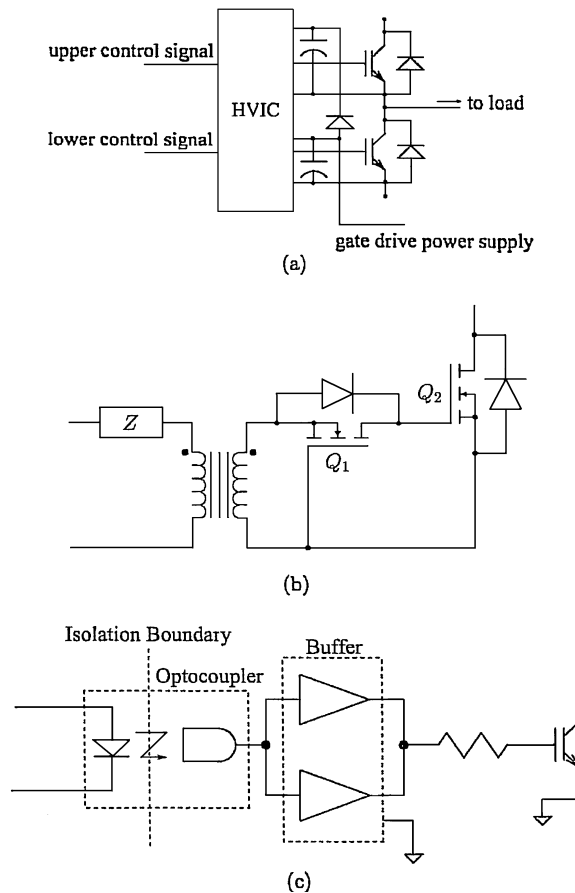 upper control signal
HVIC
to load
lower control signal
gate drive power supply
(a)
Q2
Z
Q1
(b)
Isolation Boundary
Buffer
Optocoupler
(c)